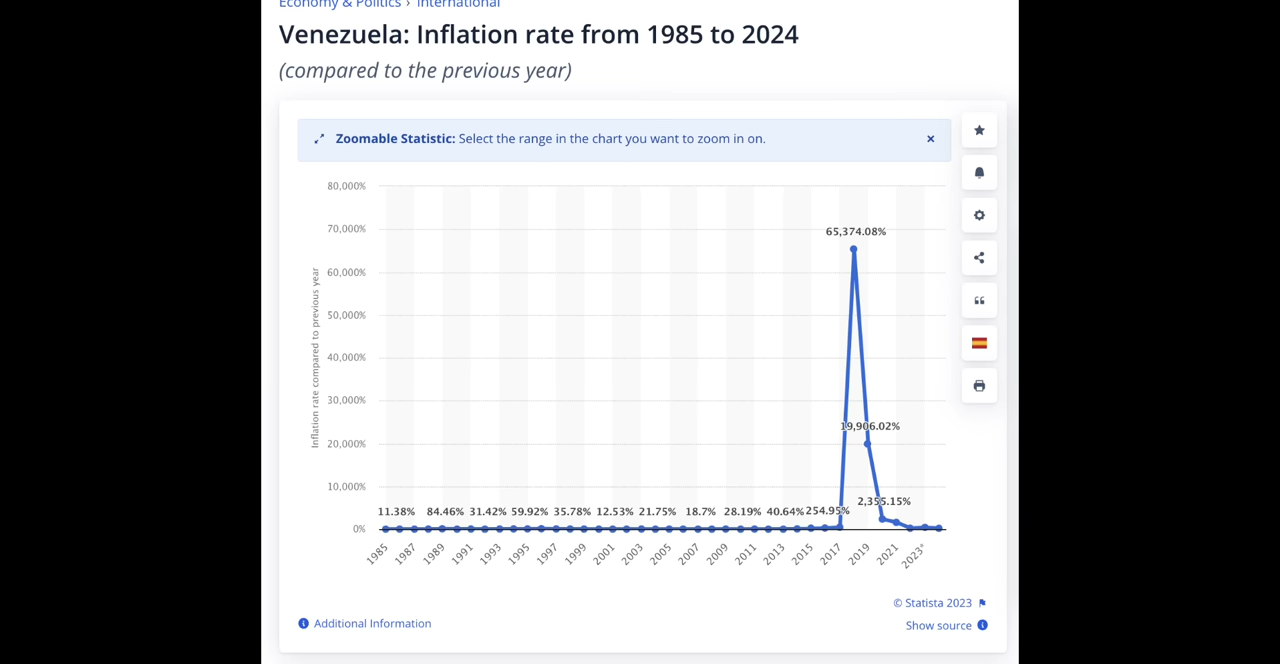 Economy & Politics › International
Venezuela: Inflation rate from 1985 to 2024
(compared to the previous year)
Zoomable Statistic: Select the range in the chart you want to zoom in on.
80,000%
70,000%
60,000%
50,000%
40,000%
30,000%
20,000%
10,000%
0%
Inflation rate compared to previous year
65,374.08%
19,906.02%
2,355.15%
11.38% 84.46% 31.42% 59.92% 35.78% 12.53% 21.75% 18.7% 28.19% 40.64% 254.95%
1985 1987 1989 1991 1993 1995 1997 1999 2001 2003 2005 2007 2009 2011 2013 2015 2017 2019 2021 2023*
© Statista 2023
Additional Information
Show source